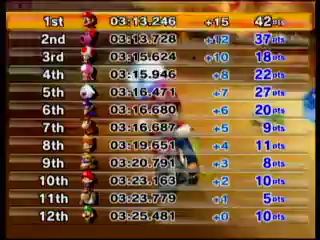 1st 03:13.246 +15 42pts
2nd 03:13.728 +12 37pts
3rd 03:15.624 +10 18pts
4th 03:15.946 +8 22pts
5th 03:16.471 +7 27pts
6th 03:16.680 +6 20pts
7th 03:16.687 +5 9pts
8th 03:19.651 +4 11pts
9th 03:20.791 +3 8pts
10th 03:23.163 +2 10pts
11th 03:23.779 +1 5pts
12th 03:25.481 +0 10pts